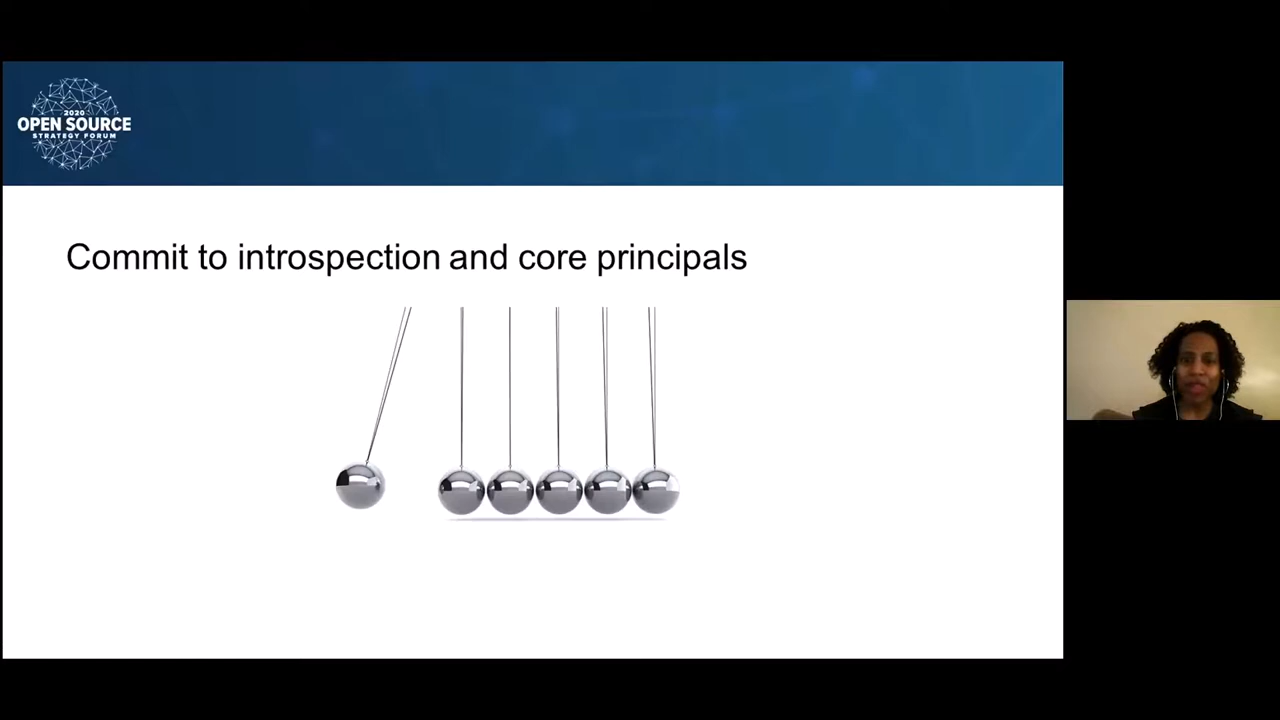 2020
OPEN SOURCE
STRATEGY FORUM
Commit to introspection and core principals